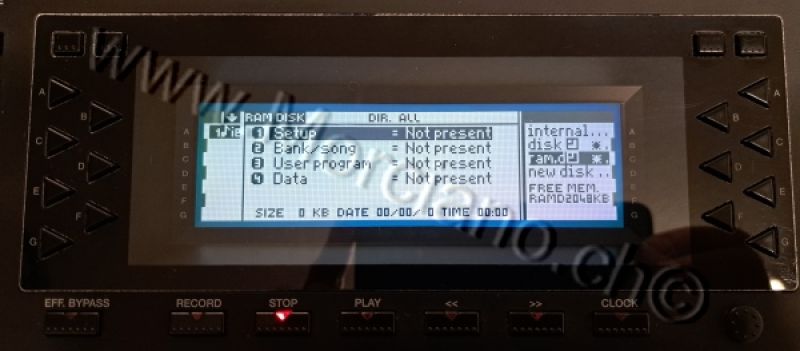 RAM DISK DIR. ALL
1 Setup = Not present
2 Bank/song = Not present
3 User program = Not present
4 Data = Not present
SIZE 0 KB DATE 00/00/ 0 TIME 00:00
internal...
disk
ram.d
new disk ..
FREE MEM.
RAMD2048KB
A
B
C
D
E
F
G
A
B
C
D
E
F
G
A
B
C
D
E
F
G
A
B
C
D
E
F
G
EFF. BYPASS
RECORD
STOP
PLAY
<<
>>
CLOCK
www.Morciano.ch©